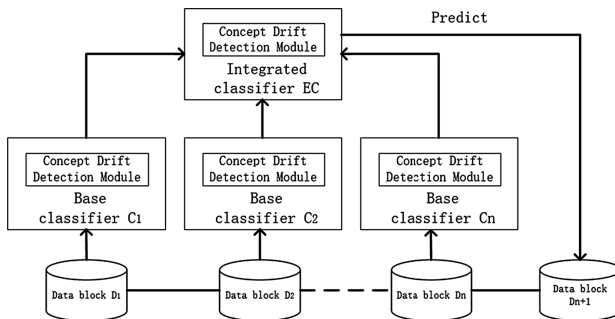 Concept Drift
Detection Module
Integrated
classifier EC
Predict
Concept Drift
Detection Module
Base
classifier C1
Concept Drift
Detection Module
Base
classifier C2
Concept Drift
Detection Module
Base
classifier Cn
Data block D1
Data block D2
Data block Dn
Data block
Dn+1